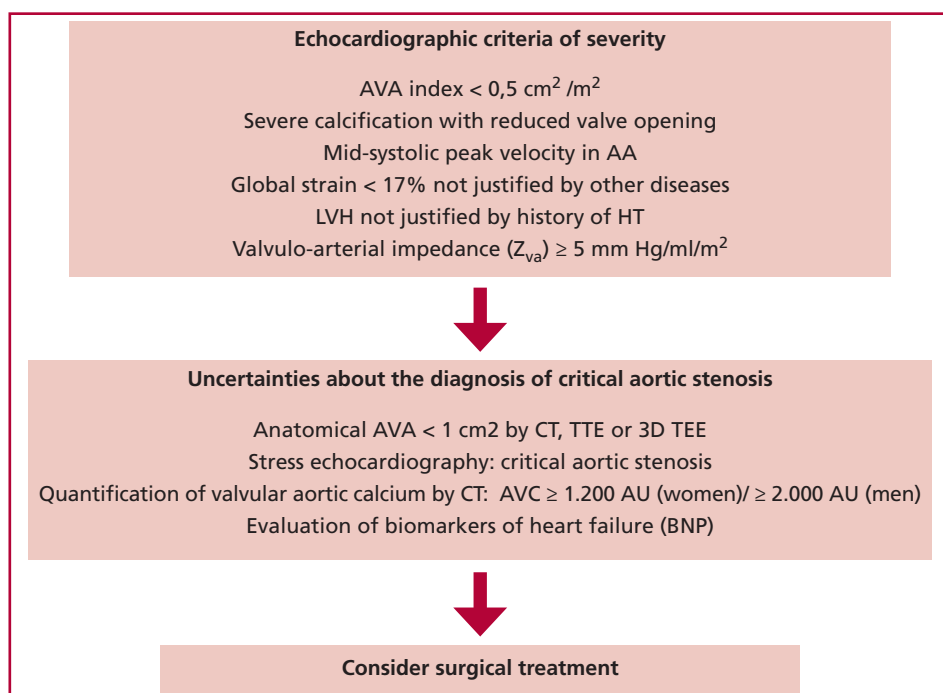 Echocardiographic criteria of severity
AVA index < 0,5 cm² /m²
Severe calcification with reduced valve opening
Mid-systolic peak velocity in AA
Global strain < 17% not justified by other diseases
LVH not justified by history of HT
Valvulo-arterial impedance (Zva) ≥ 5 mm Hg/ml/m²
Uncertainties about the diagnosis of critical aortic stenosis
Anatomical AVA < 1 cm2 by CT, TTE or 3D TEE
Stress echocardiography: critical aortic stenosis
Quantification of valvular aortic calcium by CT: AVC ≥ 1.200 AU (women)/ ≥ 2.000 AU (men)
Evaluation of biomarkers of heart failure (BNP)
Consider surgical treatment